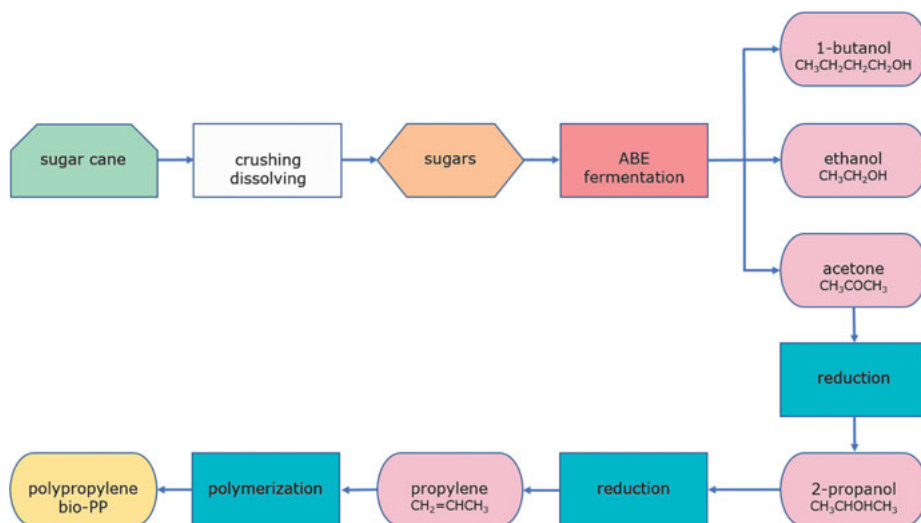 1-butanol
CH₃CH₂CH₂CH₂OH
sugar cane
crushing
dissolving
sugars
ABE
fermentation
ethanol
CH₃CH₂OH
acetone
CH₃COCH₃
reduction
polypropylene
bio-PP
polymerization
propylene
CH₂=CHCH₃
reduction
2-propanol
CH₃CHOHCH₃